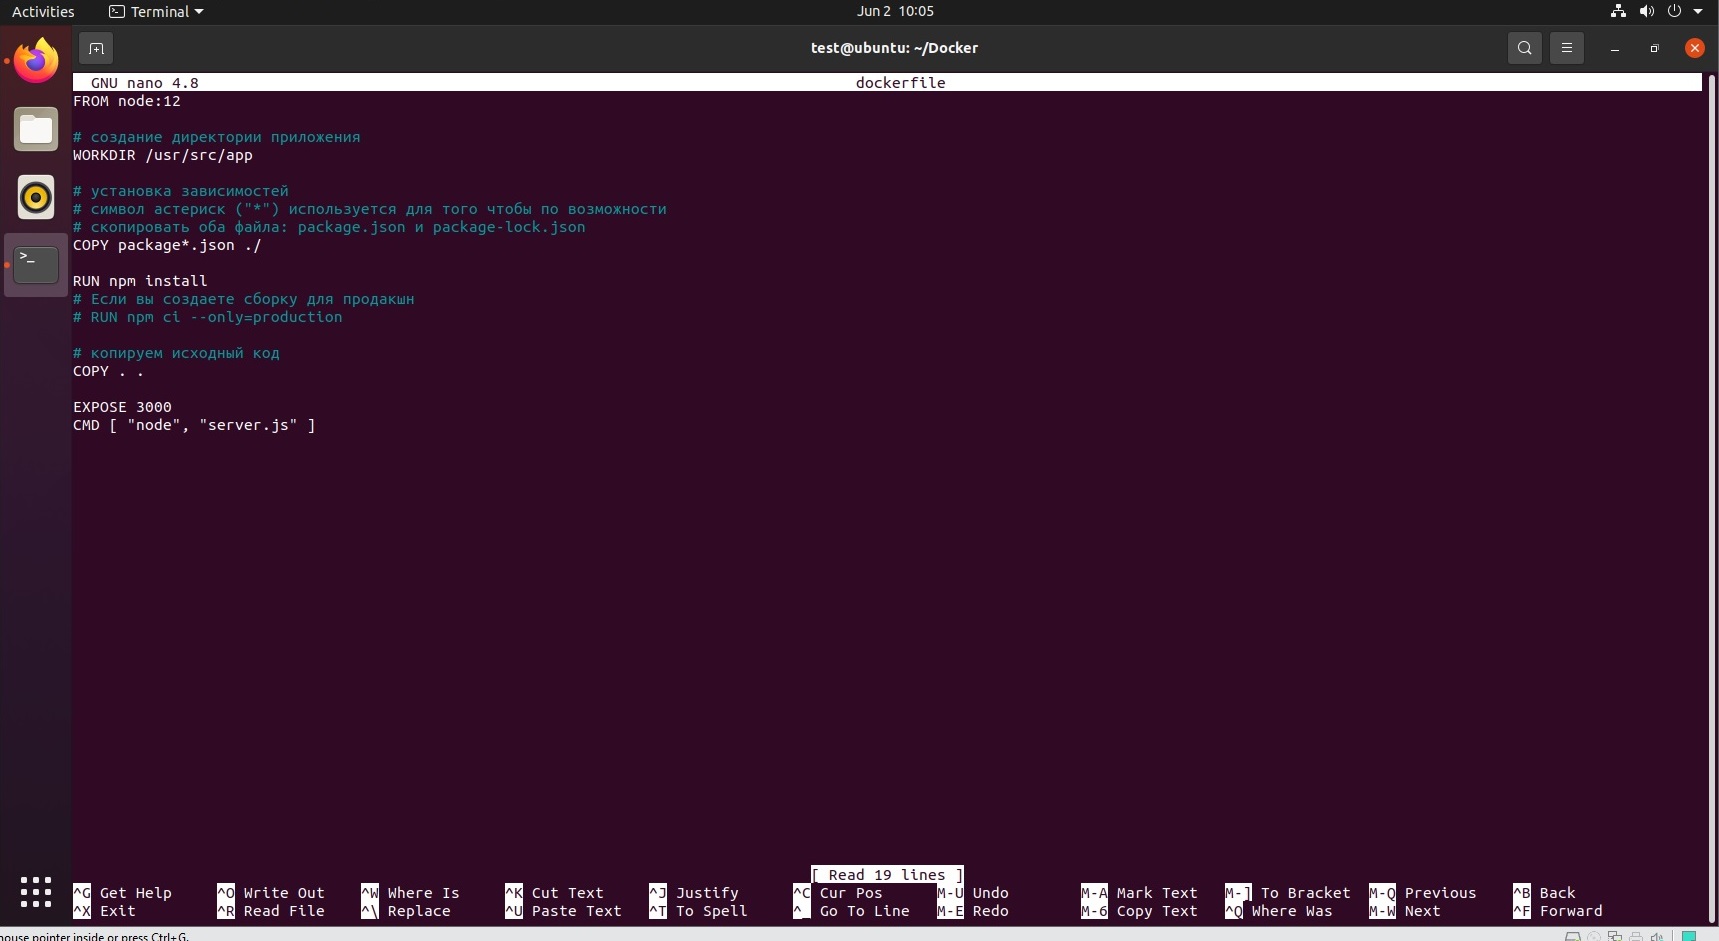 Activities Terminal Jun 2 10:05
test@ubuntu: ~/Docker
GNU nano 4.8 dockerfile
FROM node:12
# создание директории приложения
WORKDIR /usr/src/app
# установка зависимостей
# символ астериск ("*") используется для того чтобы по возможности
# скопировать оба файла: package.json и package-lock.json
COPY package*.json ./
RUN npm install
# Если вы создаете сборку для продакшн
# RUN npm ci --only=production
# копируем исходный код
COPY . .
EXPOSE 3000
CMD [ "node", "server.js" ]
[ Read 19 lines ]
^G Get Help ^O Write Out ^W Where Is ^K Cut Text ^J Justify ^C Cur Pos M-U Undo M-A Mark Text M-] To Bracket M-Q Previous ^B Back
^X Exit ^R Read File ^\ Replace ^U Paste Text ^T To Spell ^_ Go To Line M-E Redo M-6 Copy Text ^Q Where Was M-W Next ^F Forward
pointer inside or press Ctrl+G.